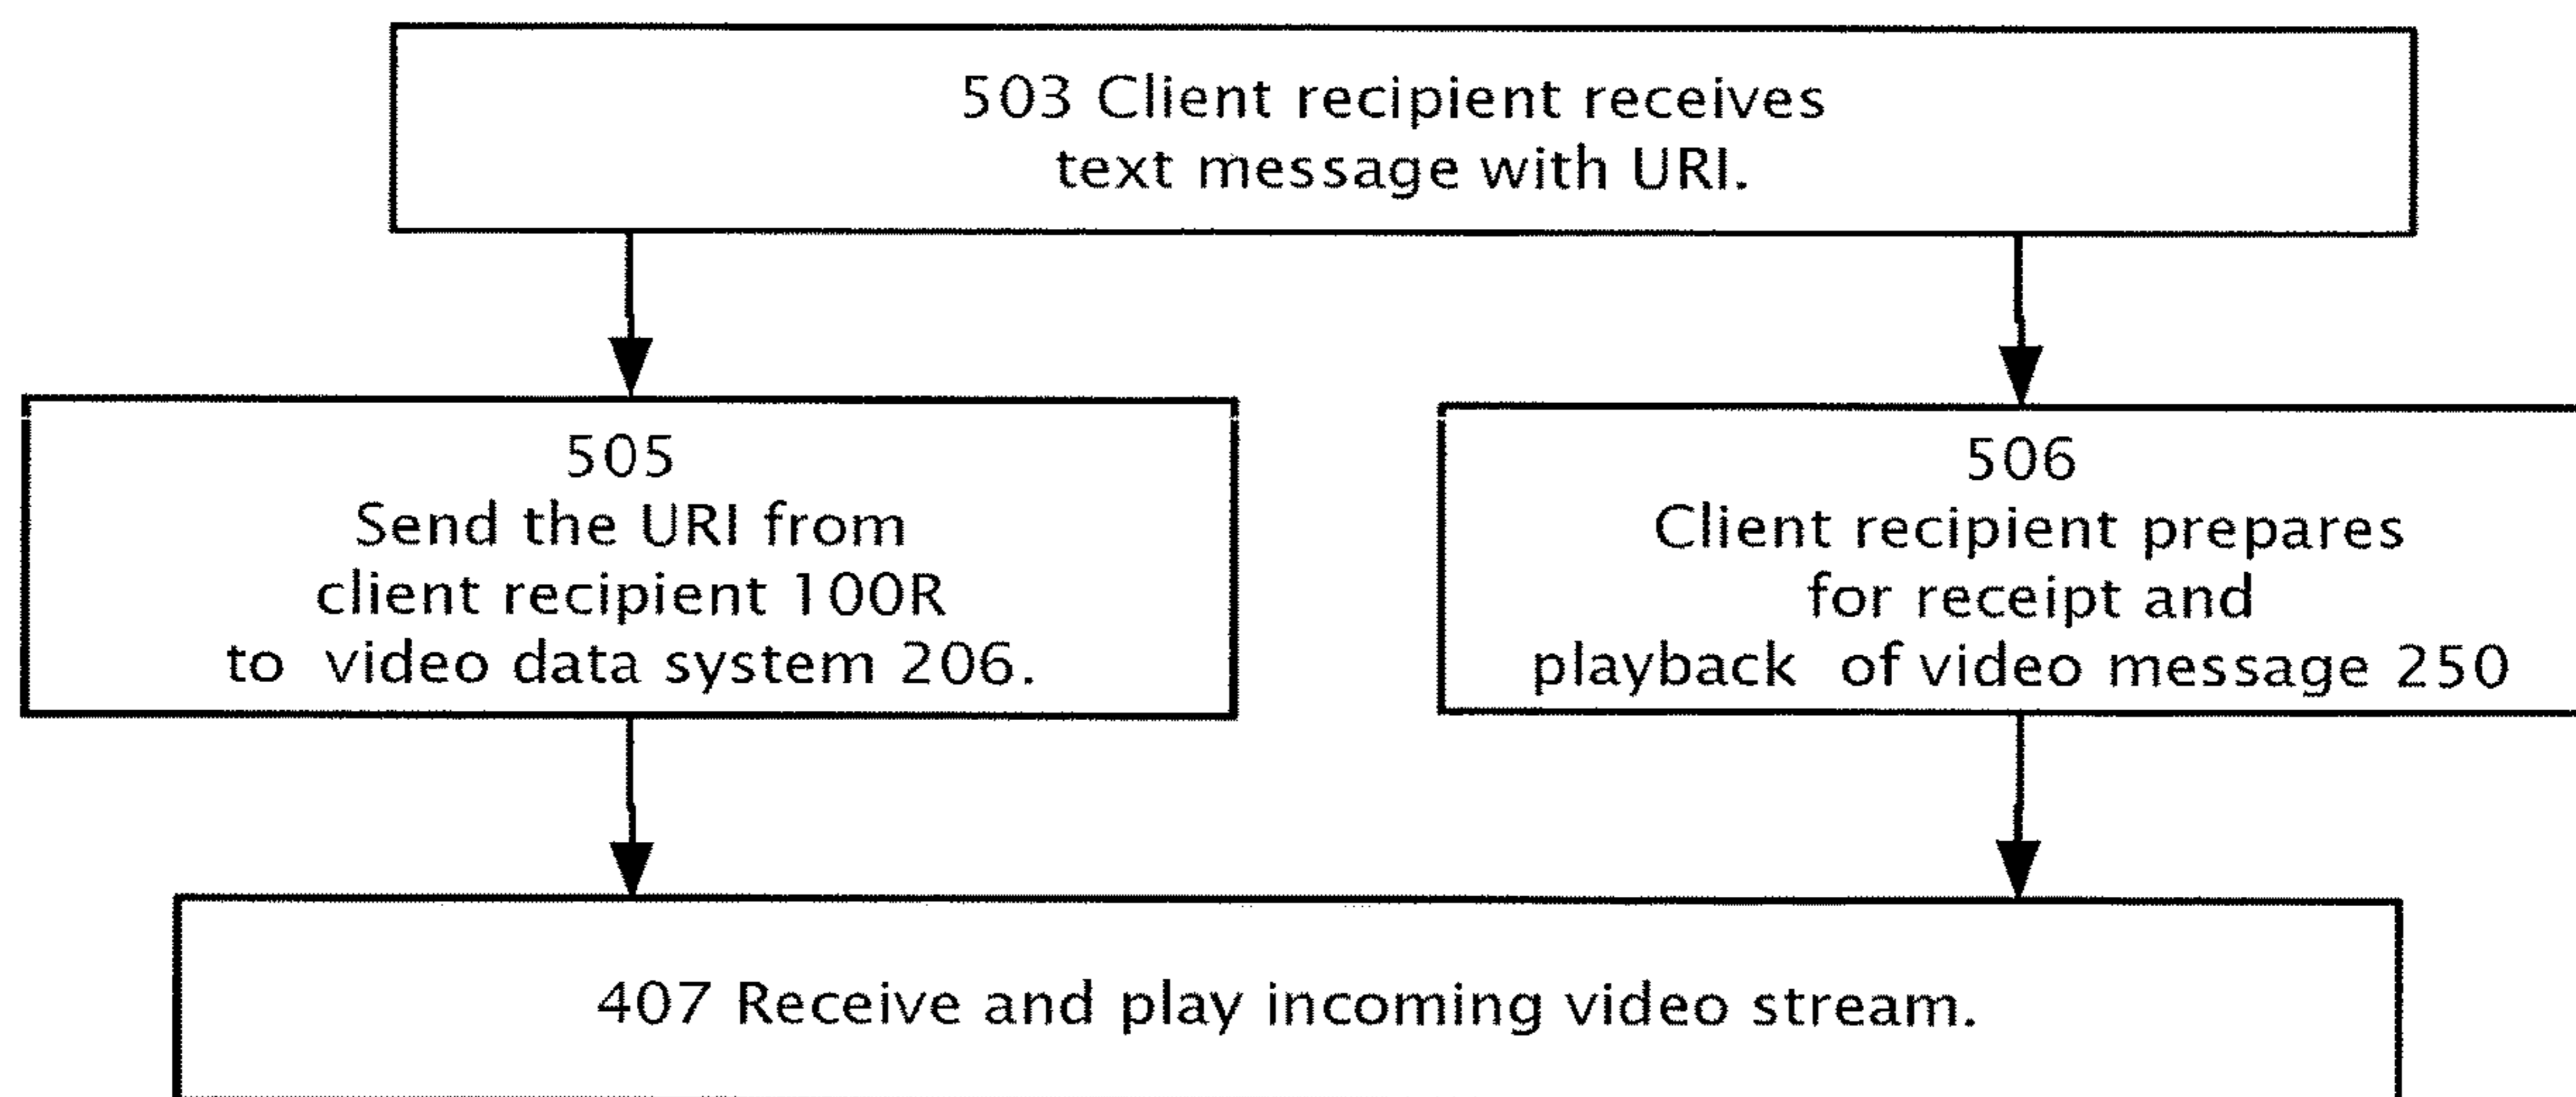 503 Client recipient receives
text message with URI.
505
Send the URI from
client recipient 100R
to video data system 206.
506
Client recipient prepares
for receipt and
playback of video message 250
407 Receive and play incoming video stream.